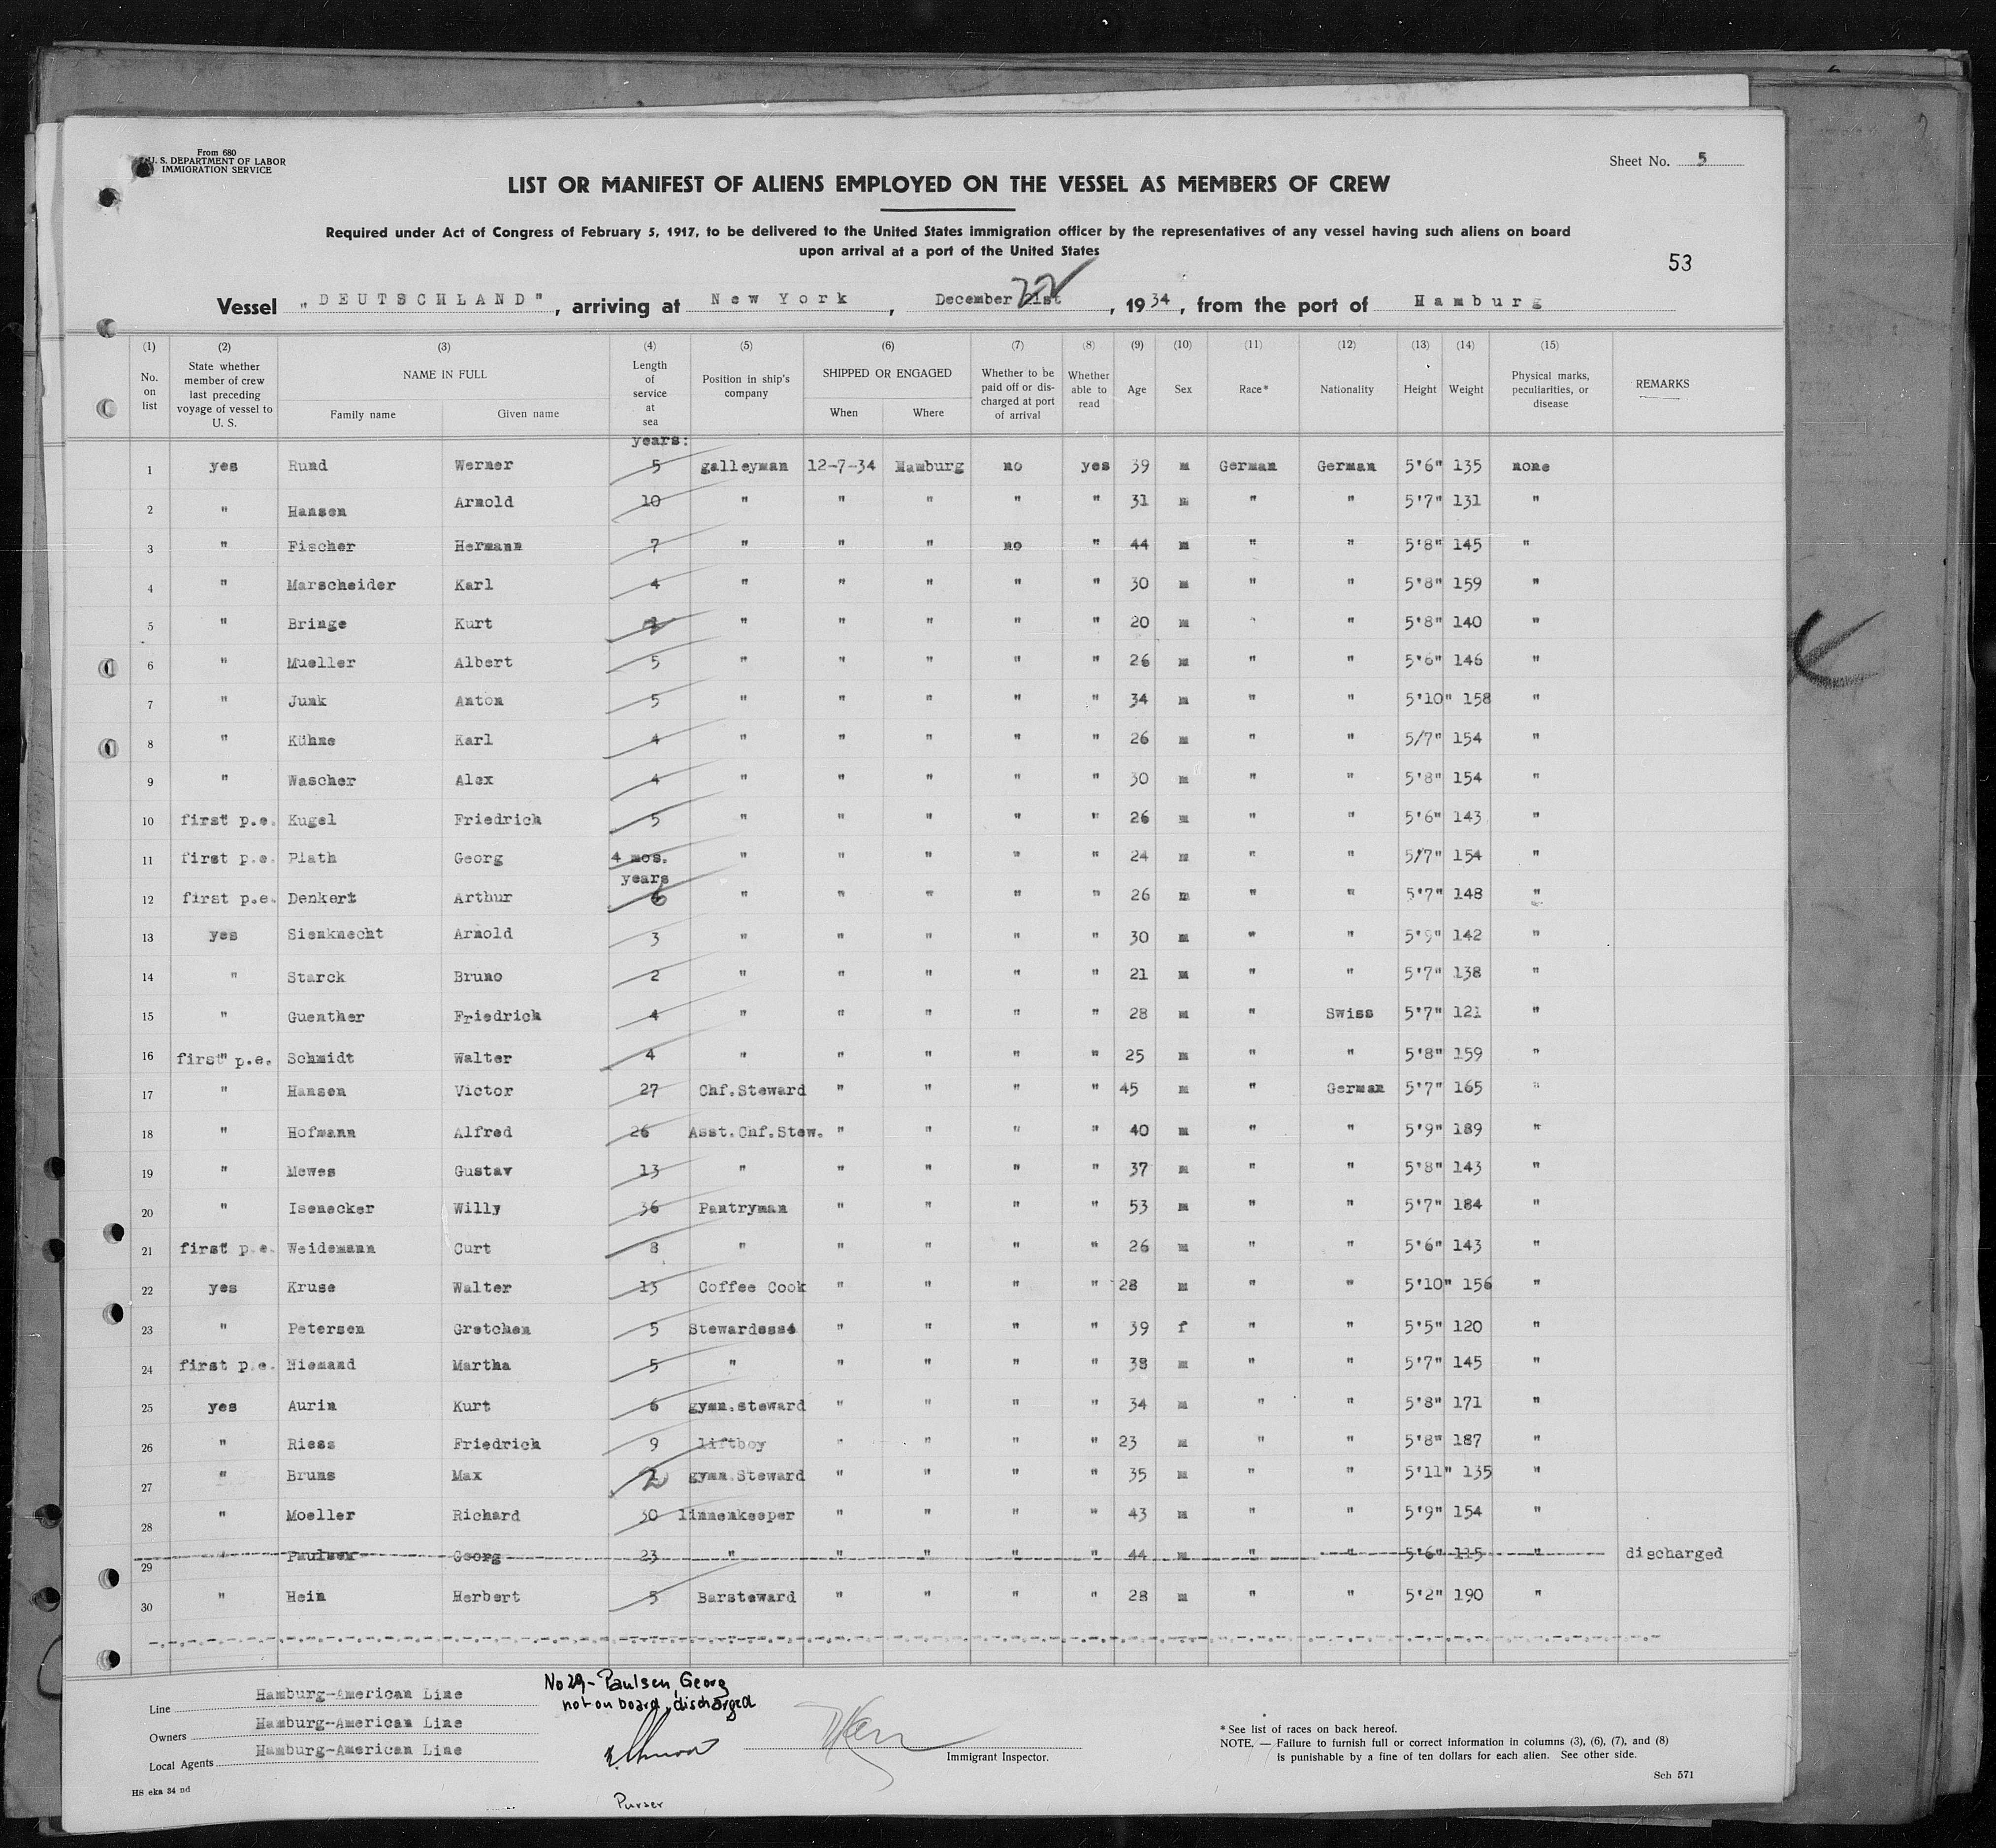 From 680
U. S. DEPARTMENT OF LABOR
IMMIGRATION SERVICE
Sheet No. 5
LIST OR MANIFEST OF ALIENS EMPLOYED ON THE VESSEL AS MEMBERS OF CREW
Required under Act of Congress of February 5, 1917, to be delivered to the United States immigration officer by the representatives of any vessel having such aliens on board
upon arrival at a port of the United States
53
Vessel "DEUTSCHLAND", arriving at New York, December 21st 22, 1934, from the port of Hamburg
(1) (2) (3) (4) (5) (6) (7) (8) (9) (10) (11) (12) (13) (14) (15)
No. on list State whether member of crew last preceding voyage of vessel to U. S. NAME IN FULL Family name Given name Length of service at sea Position in ship's company SHIPPED OR ENGAGED When Where Whether to be paid off or discharged at port of arrival Whether able to read Age Sex Race* Nationality Height Weight Physical marks, peculiarities, or disease REMARKS
years:
1 yes Rund Werner 5 galleyman 12-7-34 Hamburg no yes 39 m German German 5'6" 135 none
2 " Hansen Arnold 10 " " " " " 31 m " " 5'7" 131 "
3 " Fischer Hermann 7 " " " no " 44 m " " 5'8" 145 "
4 " Marscheider Karl 4 " " " " " 30 m " " 5'8" 159 "
5 " Bringe Kurt 2 " " " " " 20 m " " 5'8" 140 "
6 " Mueller Albert 5 " " " " " 26 m " " 5'6" 146 "
7 " Junk Anton 5 " " " " " 34 m " " 5'10" 158 "
8 " Kühne Karl 4 " " " " " 26 m " " 5/7" 154 "
9 " Wascher Alex 4 " " " " " 30 m " " 5'8" 154 "
10 first p.e. Kugel Friedrich 5 " " " " " 26 m " " 5'6" 143 "
11 first p.e. Plath Georg 4 mos. " " " " " 24 m " " 5/7" 154 "
years
12 first p.e. Denkert Arthur 6 " " " " " 26 m " " 5'7" 148 "
13 yes Sienknecht Arnold 3 " " " " " 30 m " " 5'9" 142 "
14 " Starck Bruno 2 " " " " " 21 m " " 5'7" 138 "
15 " Guenther Friedrich 4 " " " " " 28 m " Swiss 5'7" 121 "
16 first" p.e. Schmidt Walter 4 " " " " " 25 m " " 5'8" 159 "
17 " Hansen Victor 27 Chf.Steward " " " " 45 m " German 5'7" 165 "
18 " Hofmann Alfred 26 Asst.Chf.Stew. " " " " 40 m " " 5'9" 189 "
19 " Mewes Gustav 13 " " " " " 37 m " " 5'8" 143 "
20 " Isenecker Willy 36 Pantryman " " " " 53 m " " 5'7" 184 "
21 first p.e. Weidemann Curt 8 " " " " " 26 m " " 5'6" 143 "
22 yes Kruse Walter 13 Coffee Cook " " " " 28 m " " 5'10" 156 "
23 " Petersen Gretchen 5 Stewardess " " " " 39 f " " 5'5" 120 "
24 first p.e. Niemand Martha 5 " " " " " 38 m " " 5'7" 145 "
25 yes Aurin Kurt 6 gymn.steward " " " " 34 m " " 5'8" 171 "
26 " Riess Friedrich 9 liftboy " " " " 23 m " " 5'8" 187 "
27 " Bruns Max 2 gymn.Steward " " " " 35 m " " 5'11" 135 "
28 " Moeller Richard 30 linnenkeeper " " " " 43 m " " 5'9" 154 "
29 " Paulsen Georg 23 " " " " " 44 m " " 5'6" 115 " discharged
30 " Hein Herbert 5 Barsteward " " " " 28 m " " 5'2" 190 "
Line Hamburg-American Line
Owners Hamburg-American Line
Local Agents Hamburg-American Line
HS eka 34 nd
No 29 - Paulsen, Georg
not on board, discharged
Purser
Immigrant Inspector.
* See list of races on back hereof.
NOTE. — Failure to furnish full or correct information in columns (3), (6), (7), and (8)
is punishable by a fine of ten dollars for each alien. See other side.
Sch 571